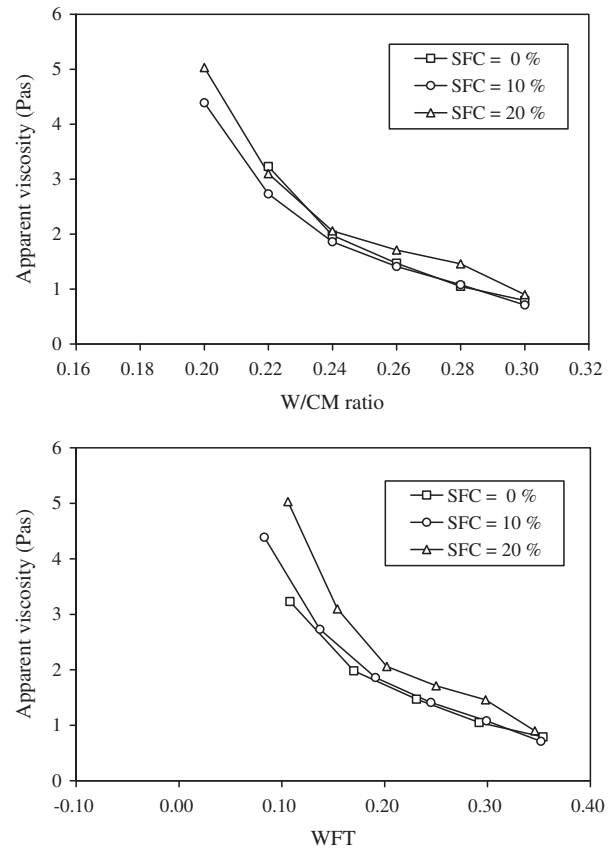 6
5
4
3
2
1
0
Apparent viscosity (Pas)
SFC = 0 %
SFC = 10 %
SFC = 20 %
0.16 0.18 0.20 0.22 0.24 0.26 0.28 0.30 0.32
W/CM ratio
6
5
4
3
2
1
0
Apparent viscosity (Pas)
SFC = 0 %
SFC = 10 %
SFC = 20 %
-0.10 0.00 0.10 0.20 0.30 0.40
WFT